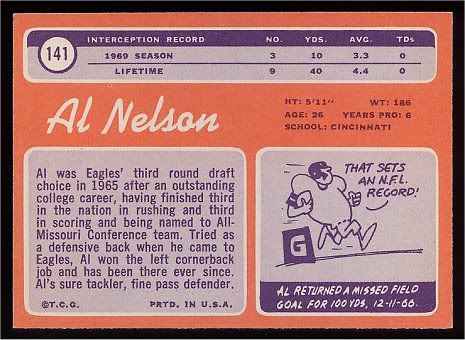 141
INTERCEPTION RECORD NO. YDS. AVG. TDs
1969 SEASON 3 10 3.3 0
LIFETIME 9 40 4.4 0
Al Nelson
HT: 5'11" WT: 186
AGE: 26 YEARS PRO: 6
SCHOOL: CINCINNATI
Al was Eagles' third round draft
choice in 1965 after an outstanding
college career, having finished third
in the nation in rushing and third
in scoring and being named to All-
Missouri Conference team. Tried as
a defensive back when he came to
Eagles, Al won the left cornerback
job and has been there ever since.
Al's sure tackler, fine pass defender.
©T.C.G. PRTD. IN U.S.A.
THAT SETS
AN N.F.L.
RECORD!
G
AL RETURNED A MISSED FIELD
GOAL FOR 100 YDS, 12-11-66.